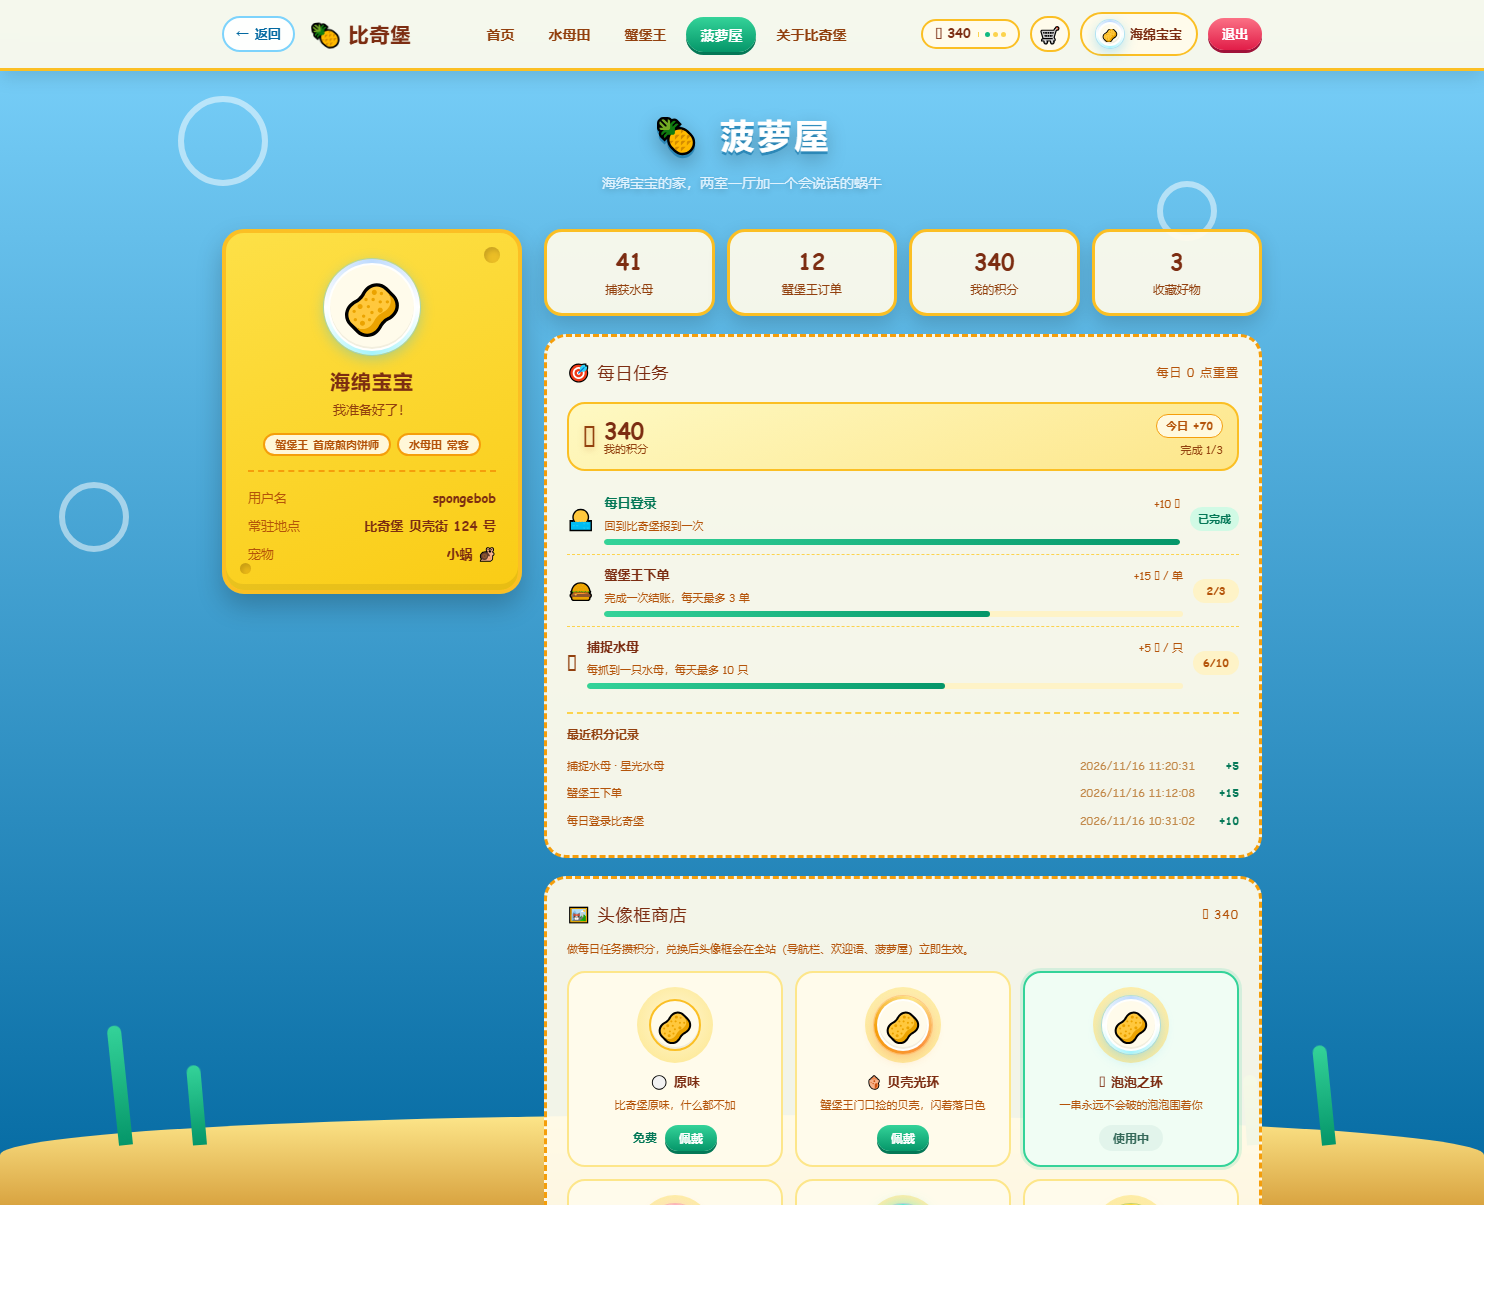 ← 返回
比奇堡
首页
水母田
蟹堡王
菠萝屋
关于比奇堡
340
海绵宝宝
退出
菠萝屋
海绵宝宝的家，两室一厅加一个会说话的蜗牛
海绵宝宝
我准备好了！
蟹堡王 首席煎肉饼师
水母田 常客
用户名 spongebob
常驻地点 比奇堡 贝壳街 124 号
宠物 小蜗
41
捕获水母
12
蟹堡王订单
340
我的积分
3
收藏好物
每日任务
每日 0 点重置
340
我的积分
今日 +70
完成 1/3
每日登录 +10
回到比奇堡报到一次
已完成
蟹堡王下单 +15 / 单
完成一次结账，每天最多 3 单
2/3
捕捉水母 +5 / 只
每抓到一只水母，每天最多 10 只
6/10
最近积分记录
捕捉水母 · 星光水母 2026/11/16 11:20:31 +5
蟹堡王下单 2026/11/16 11:12:08 +15
每日登录比奇堡 2026/11/16 10:31:02 +10
头像框商店
340
做每日任务攒积分，兑换后头像框会在全站（导航栏、欢迎语、菠萝屋）立即生效。
原味
比奇堡原味，什么都不加
免费 佩戴
贝壳光环
蟹堡王门口捡的贝壳，闪着落日色
佩戴
泡泡之环
一串永远不会破的泡泡围着你
使用中